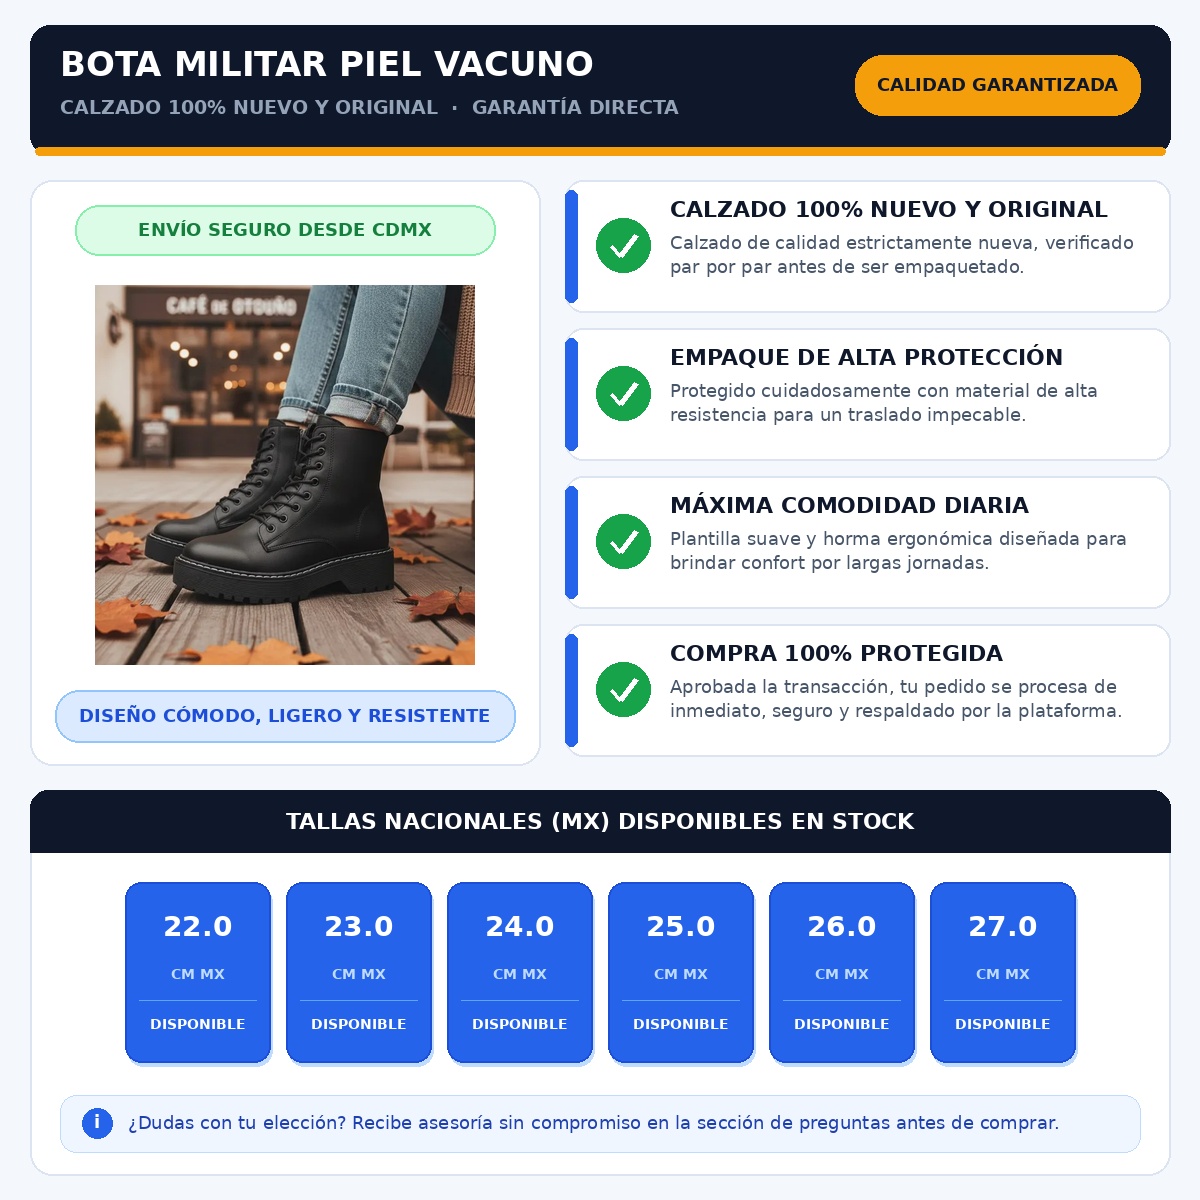 BOTA MILITAR PIEL VACUNO
CALZADO 100% NUEVO Y ORIGINAL · GARANTÍA DIRECTA
CALIDAD GARANTIZADA
ENVÍO SEGURO DESDE CDMX
CAFÉ DE OTOUÑO
DISEÑO CÓMODO, LIGERO Y RESISTENTE
CALZADO 100% NUEVO Y ORIGINAL
Calzado de calidad estrictamente nueva, verificado
par por par antes de ser empaquetado.
EMPAQUE DE ALTA PROTECCIÓN
Protegido cuidadosamente con material de alta
resistencia para un traslado impecable.
MÁXIMA COMODIDAD DIARIA
Plantilla suave y horma ergonómica diseñada para
brindar confort por largas jornadas.
COMPRA 100% PROTEGIDA
Aprobada la transacción, tu pedido se procesa de
inmediato, seguro y respaldado por la plataforma.
TALLAS NACIONALES (MX) DISPONIBLES EN STOCK
22.0
CM MX
DISPONIBLE
23.0
CM MX
DISPONIBLE
24.0
CM MX
DISPONIBLE
25.0
CM MX
DISPONIBLE
26.0
CM MX
DISPONIBLE
27.0
CM MX
DISPONIBLE
i
¿Dudas con tu elección? Recibe asesoría sin compromiso en la sección de preguntas antes de comprar.